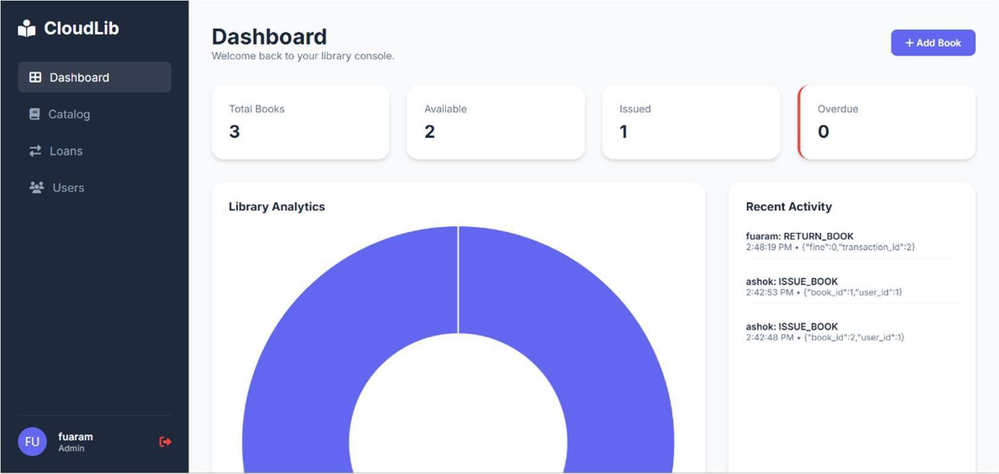 CloudLib
Dashboard
Catalog
Loans
Users
FU
fuaram
Admin
Dashboard
Welcome back to your library console.
+ Add Book
Total Books
3
Available
2
Issued
1
Overdue
0
Library Analytics
Recent Activity
fuaram: RETURN_BOOK
2:48:19 PM • {"fine":0,"transaction_id":2}
ashok: ISSUE_BOOK
2:42:53 PM • {"book_id":1,"user_id":1}
ashok: ISSUE_BOOK
2:42:48 PM • {"book_id":2,"user_id":1}